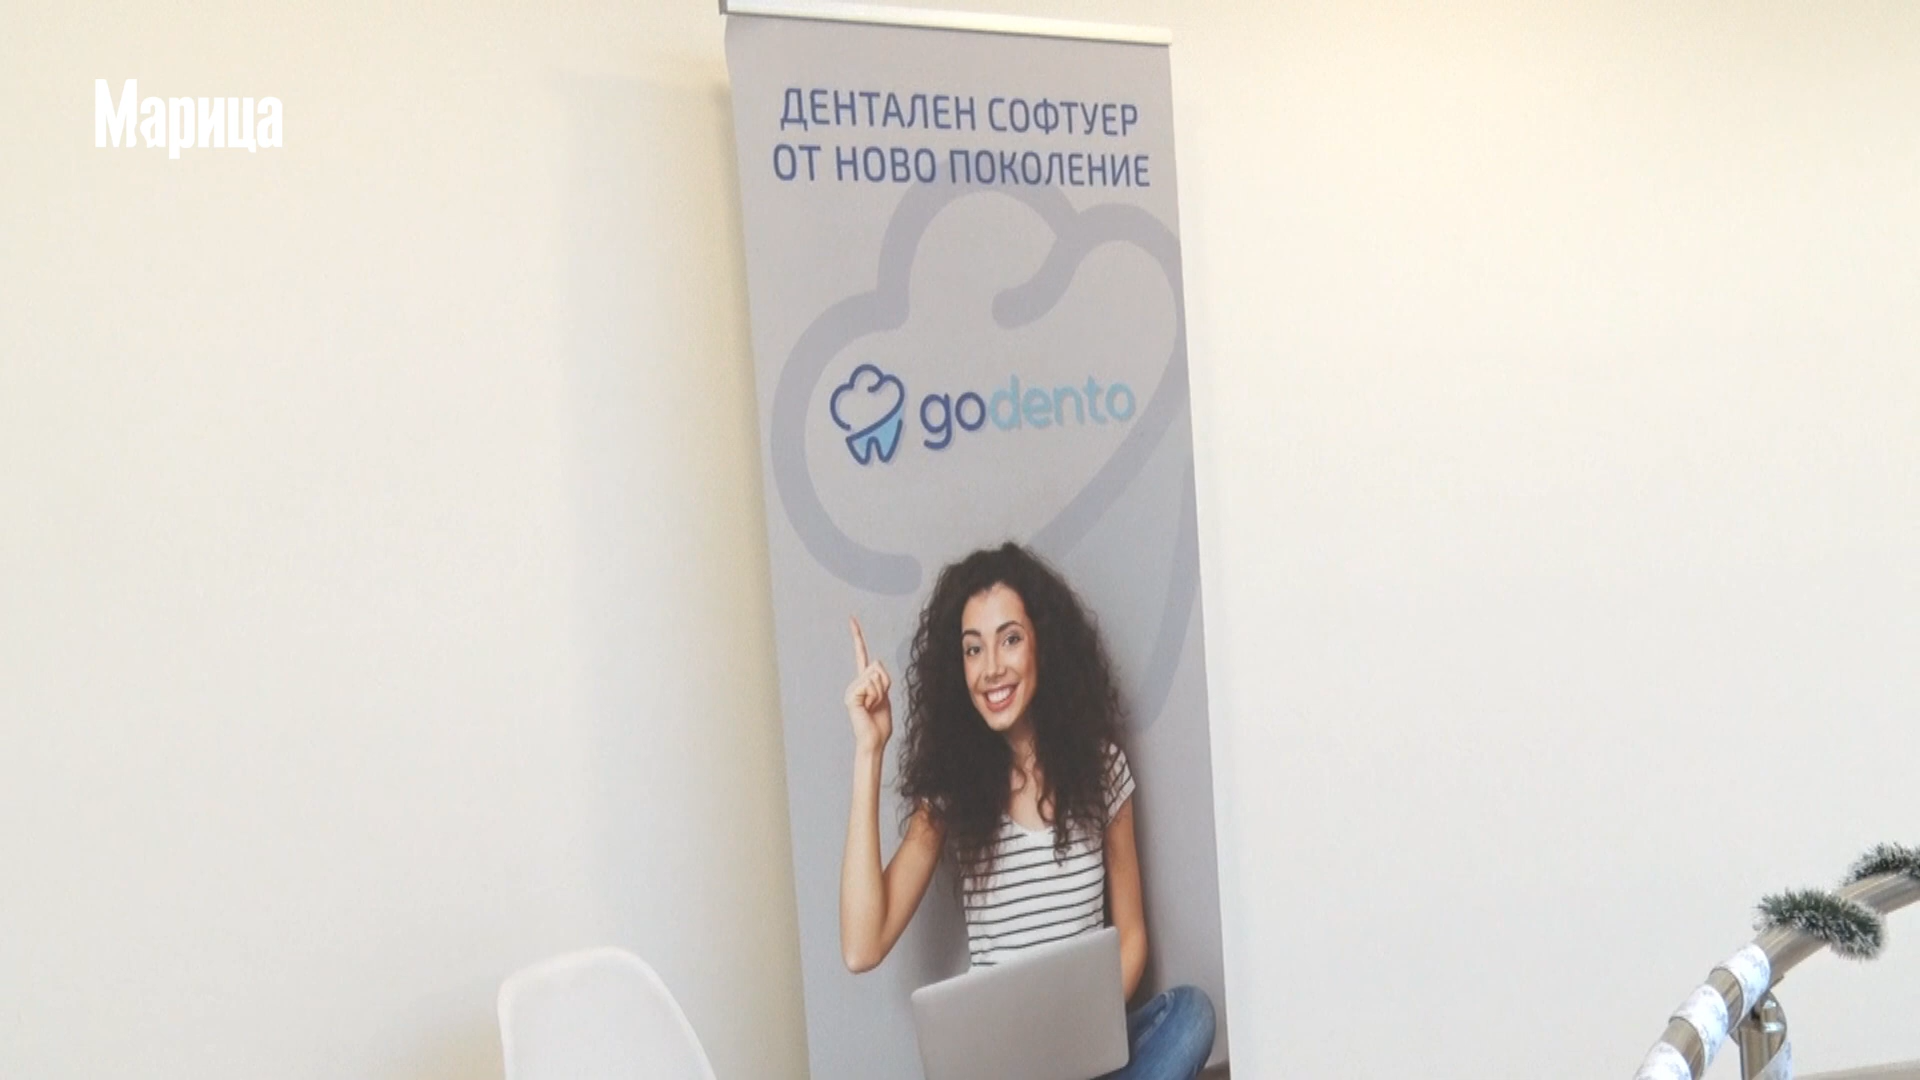 Марица
ДЕНТАЛЕН СОФТУЕР
ОТ НОВО ПОКОЛЕНИЕ
godento